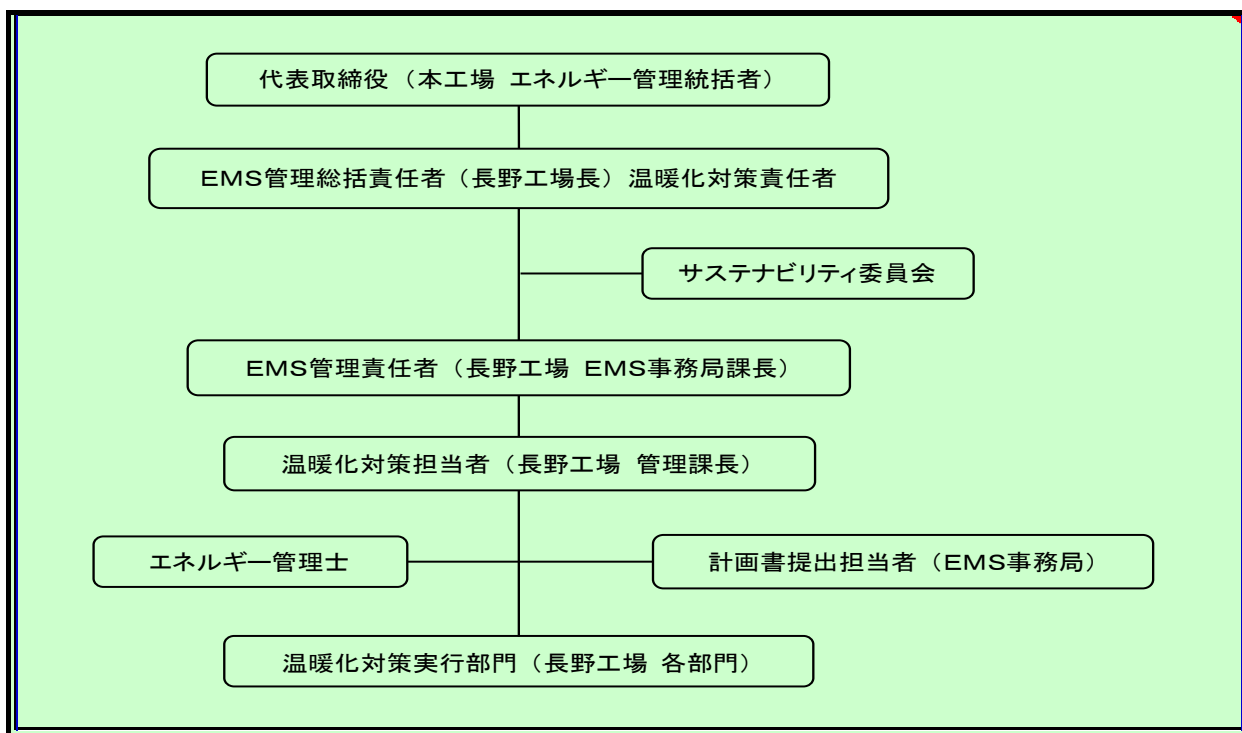 代表取締役（本工場 エネルギー管理統括者）
EMS管理総括責任者（長野工場長）温暖化対策責任者
サステナビリティ委員会
EMS管理責任者（長野工場 EMS事務局課長）
温暖化対策担当者（長野工場 管理課長）
エネルギー管理士
計画書提出担当者（EMS事務局）
温暖化対策実行部門（長野工場 各部門）